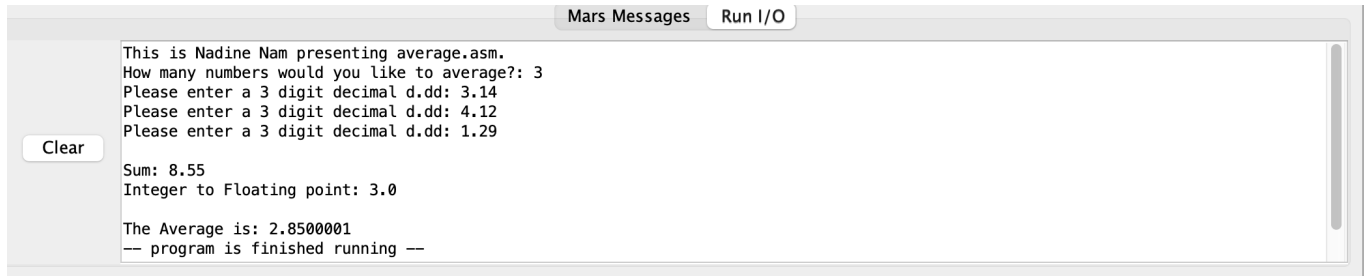 Mars Messages Run I/O
This is Nadine Nam presenting average.asm.
How many numbers would you like to average?: 3
Please enter a 3 digit decimal d.dd: 3.14
Please enter a 3 digit decimal d.dd: 4.12
Please enter a 3 digit decimal d.dd: 1.29
Clear
Sum: 8.55
Integer to Floating point: 3.0
The Average is: 2.8500001
-- program is finished running --